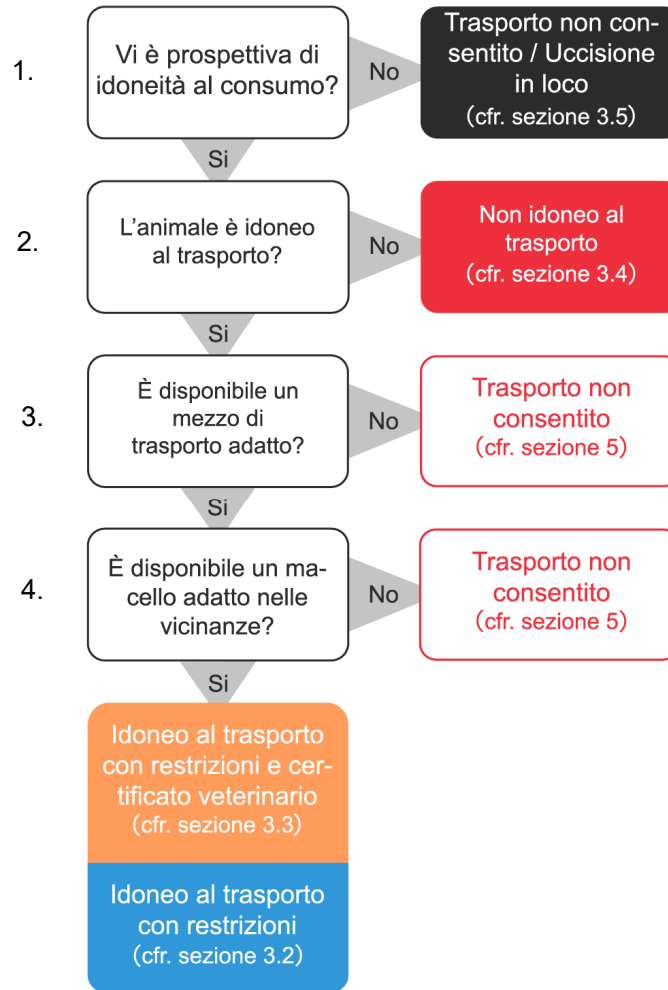 1.
Vi è prospettiva di
idoneità al consumo?
No
Trasporto non con-
sentito / Uccisione
in loco
(cfr. sezione 3.5)
Si
2.
L'animale è idoneo
al trasporto?
No
Non idoneo al
trasporto
(cfr. sezione 3.4)
Si
3.
È disponibile un
mezzo di
trasporto adatto?
No
Trasporto non
consentito
(cfr. sezione 5)
Si
4.
È disponibile un ma-
cello adatto nelle
vicinanze?
No
Trasporto non
consentito
(cfr. sezione 5)
Si
Idoneo al trasporto
con restrizioni e cer-
tificato veterinario
(cfr. sezione 3.3)
Idoneo al trasporto
con restrizioni
(cfr. sezione 3.2)